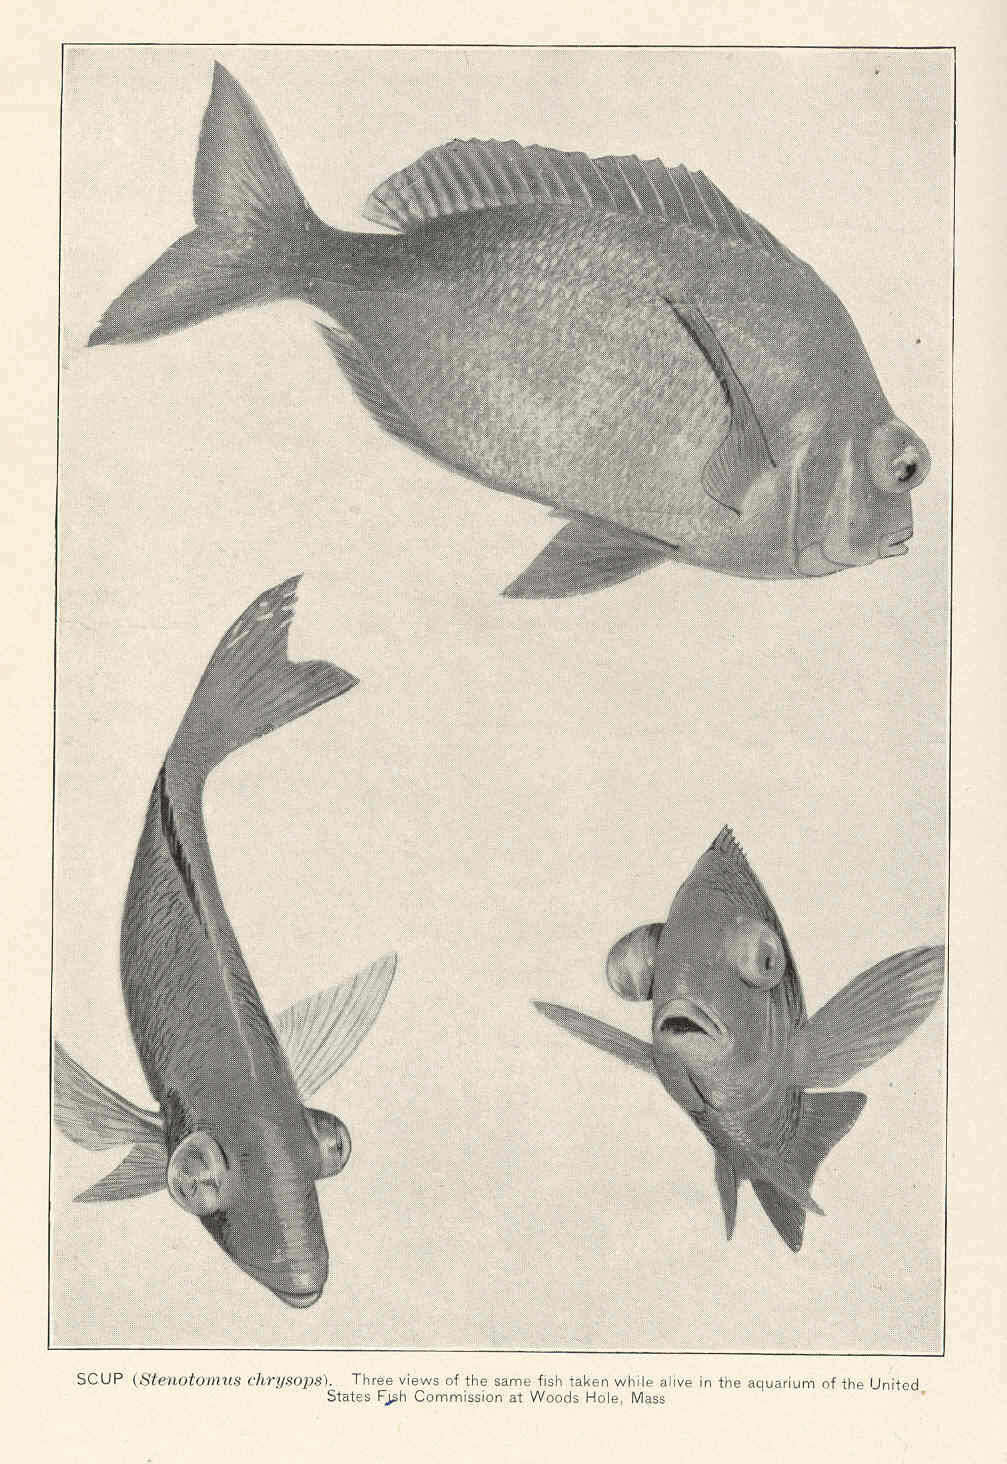 SCUP (Stenotomus chrysops). Three views of the same fish taken while alive in the aquarium of the United
States Fish Commission at Woods Hole, Mass